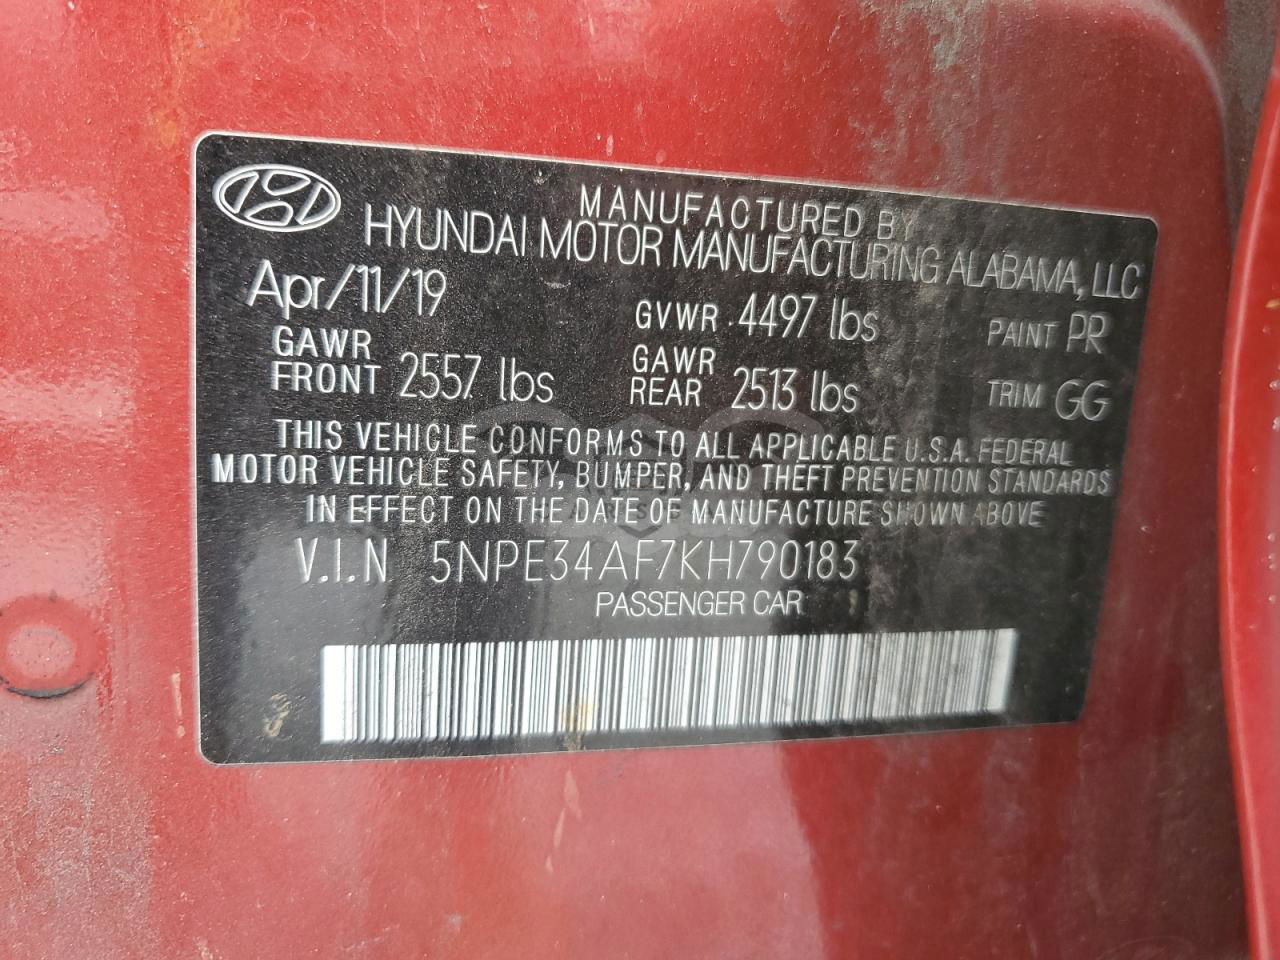 MANUFACTURED BY
HYUNDAI MOTOR MANUFACTURING ALABAMA, LLC
Apr/11/19 GVWR 4497 lbs PAINT PR
GAWR FRONT 2557 lbs GAWR REAR 2513 lbs TRIM GG
THIS VEHICLE CONFORMS TO ALL APPLICABLE U.S.A. FEDERAL
MOTOR VEHICLE SAFETY, BUMPER, AND THEFT PREVENTION STANDARDS
IN EFFECT ON THE DATE OF MANUFACTURE SHOWN ABOVE
V.I.N 5NPE34AF7KH790183
PASSENGER CAR